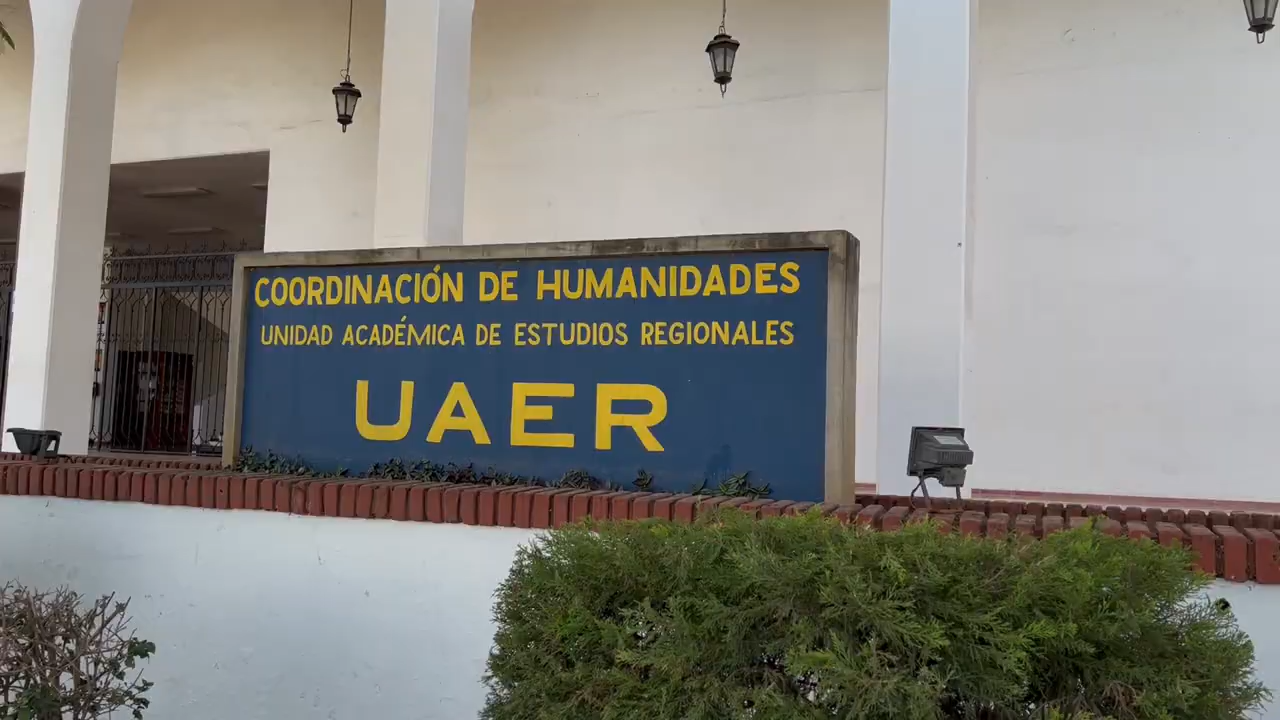 COORDINACIÓN DE HUMANIDADES
UNIDAD ACADÉMICA DE ESTUDIOS REGIONALES
UAER